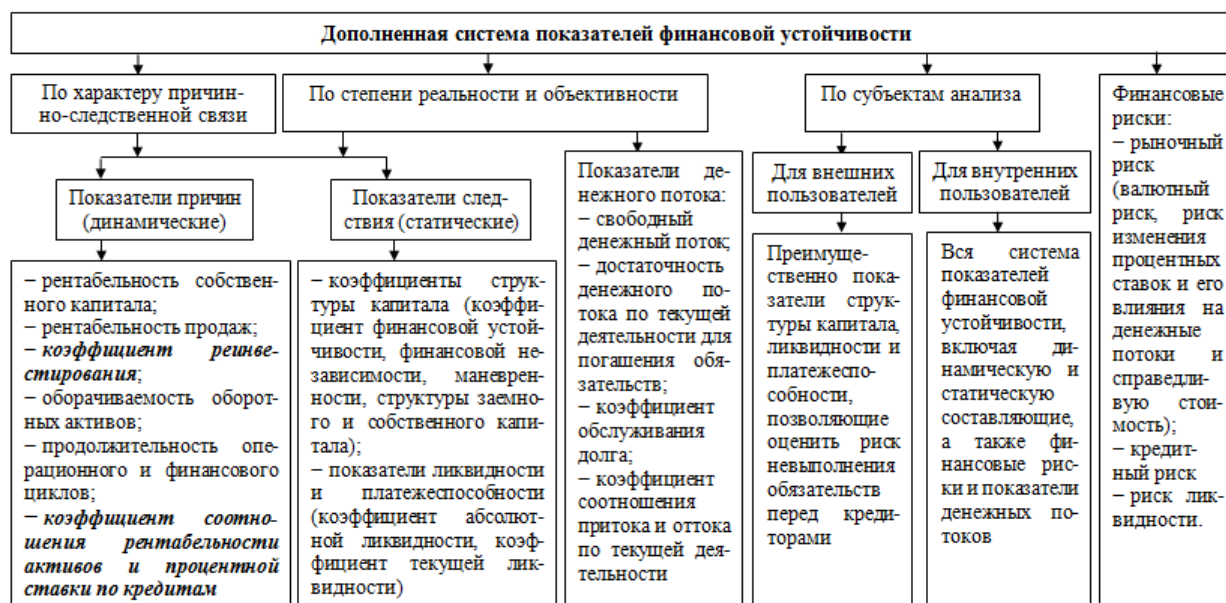 Дополненная система показателей финансовой устойчивости
По характеру причин-
но-следственной связи
По степени реальности и объективности
По субъектам анализа
Финансовые
риски:
– рыночный
риск
(валютный
риск, риск
изменения
процентных
ставок и его
влияния на
денежные
потоки и
справедли-
вую стои-
мость);
– кредит-
ный риск
– риск лик-
видности.
Показатели причин
(динамические)
Показатели след-
ствия (статические)
Показатели де-
нежного потока:
– свободный
денежный поток;
– достаточность
денежного по-
тока по текущей
деятельности для
погашения обя-
зательств;
– коэффициент
обслуживания
долга;
– коэффициент
соотношения
притока и оттока
по текущей дея-
тельности
Для внешних
пользователей
Для внутренних
пользователей
– рентабельность собствен-
ного капитала;
– рентабельность продаж;
– коэффициент реинве-
стирования;
– оборачиваемость оборот-
ных активов;
– продолжительность опе-
рационного и финансового
циклов;
– коэффициент соотно-
шения рентабельности
активов и процентной
ставки по кредитам
– коэффициенты струк-
туры капитала (коэффи-
циент финансовой устой-
чивости, финансовой не-
зависимости, маневрен-
ности, структуры заемно-
го и собственного капи-
тала);
– показатели ликвидности
и платежеспособности
(коэффициент абсолют-
ной ликвидности, коэф-
фициент текущей лик-
видности)
Преимуще-
ственно пока-
затели струк-
туры капитала,
ликвидности и
платежеспо-
собности,
позволяющие
оценить риск
невыполнения
обязательств
перед креди-
торами
Вся система
показателей
финансовой
устойчивости,
включая ди-
намическую и
статическую
составляющие,
а также фи-
нансовые рис-
ки и показатели
денежных по-
токов